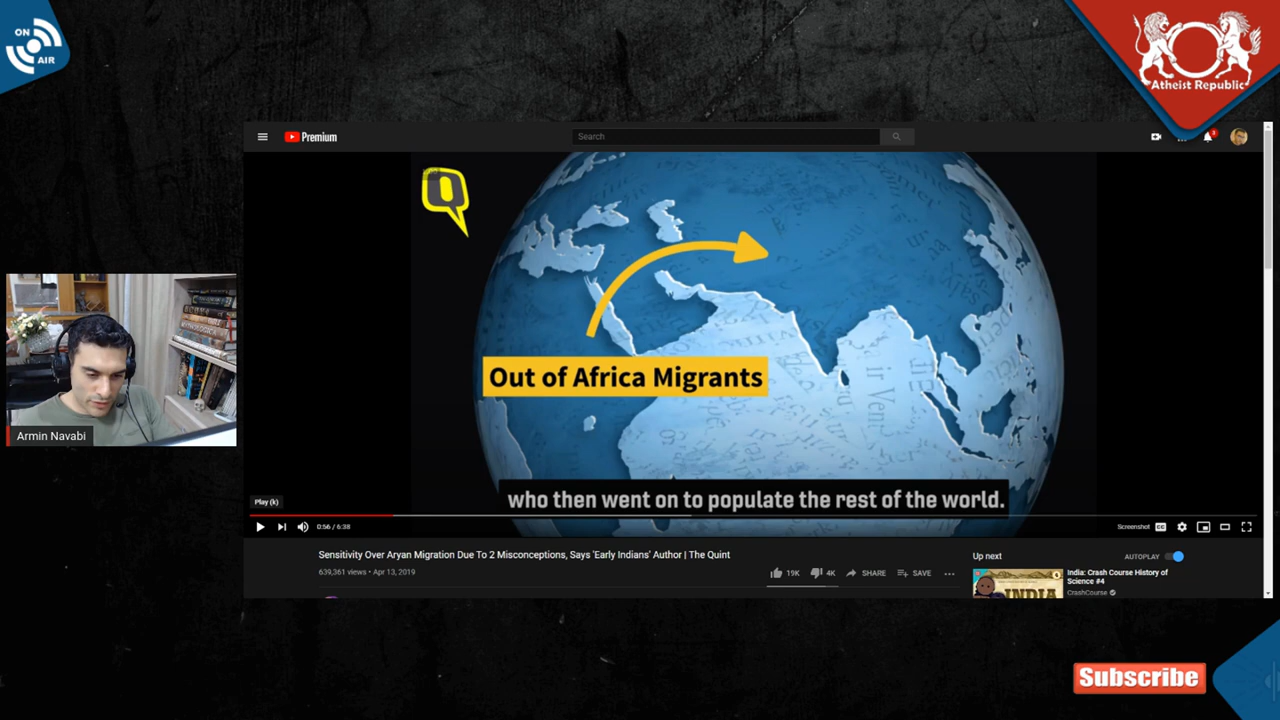 ON
AIR
Atheist Republic
Premium
Search
3
Out of Africa Migrants
who then went on to populate the rest of the world.
Armin Navabi
Play (k)
0:56 / 6:38
Screenshot
CC
Sensitivity Over Aryan Migration Due To 2 Misconceptions, Says 'Early Indians' Author | The Quint
639,361 views • Apr 13, 2019
19K
4K
SHARE
SAVE
Up next
AUTOPLAY
India: Crash Course History of
Science #4
CrashCourse
INDIA
Subscribe